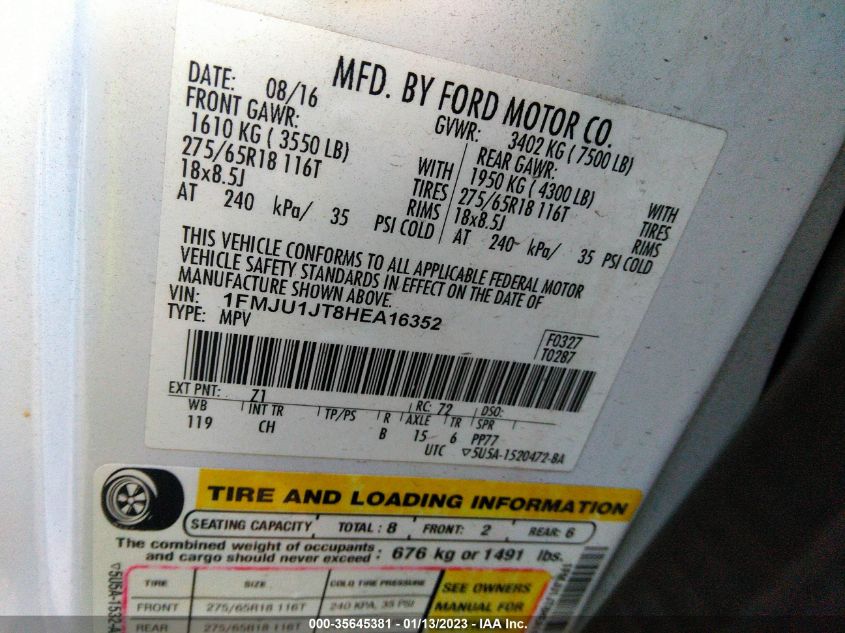 MFD. BY FORD MOTOR CO.
DATE: 08/16 GVWR: 3402 KG ( 7500 LB)
FRONT GAWR: REAR GAWR:
1610 KG ( 3550 LB) WITH 1950 KG ( 4300 LB) WITH
275/65R18 116T TIRES 275/65R18 116T TIRES
18x8.5J RIMS 18x8.5J RIMS
AT 240 kPa/ 35 PSI COLD AT 240 kPa/ 35 PSI COLD
THIS VEHICLE CONFORMS TO ALL APPLICABLE FEDERAL MOTOR
VEHICLE SAFETY STANDARDS IN EFFECT ON THE DATE OF
MANUFACTURE SHOWN ABOVE.
VIN: 1FMJU1JT8HEA16352
TYPE: MPV
F0327
T0287
EXT PNT: Z1 RC: 72 DSO:
WB INT TR TP/PS R AXLE TR SPR
119 CH B 15 6 PP77
UTC ▽5U5A-1520472-BA
TIRE AND LOADING INFORMATION
SEATING CAPACITY TOTAL : 8 FRONT: 2 REAR: 6
The combined weight of occupants
and cargo should never exceed : 676 kg or 1491 lbs.
TIRE SIZE COLD TIRE PRESSURE SEE OWNERS
FRONT 275/65R18 116T 240 KPA, 35 PSI MANUAL FOR
REAR 275/65R18 116T
000-35645381 - 01/13/2023 - IAA Inc.